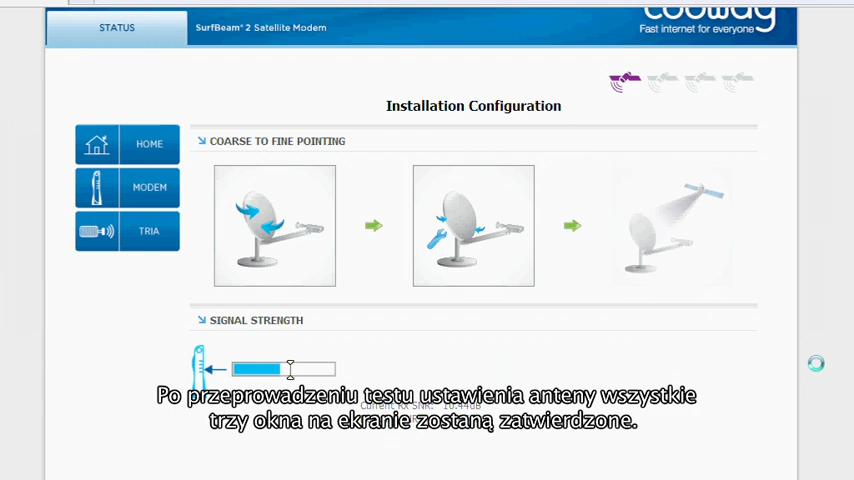 STATUS
SurfBeam 2 Satellite Modem
cooway
Fast internet for everyone
Installation Configuration
HOME
MODEM
TRIA
COARSE TO FINE POINTING
SIGNAL STRENGTH
Po przeprowadzeniu testu ustawienia anteny wszystkie
trzy okna na ekranie zostaną zatwierdzone.